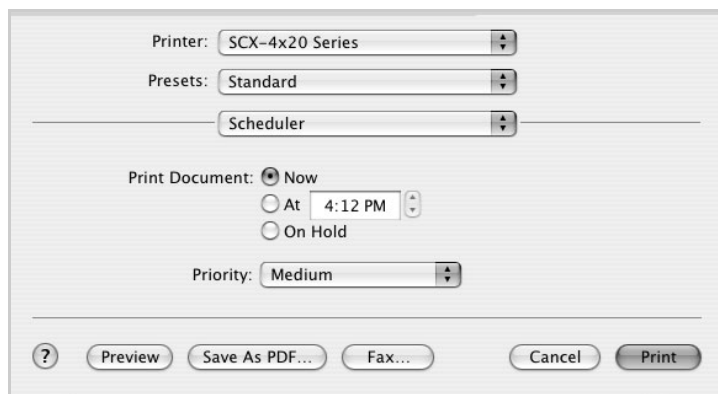 Printer: SCX-4x20 Series
Presets: Standard
Scheduler
Print Document: Now
At 4:12 PM
On Hold
Priority: Medium
? Preview Save As PDF... Fax... Cancel Print